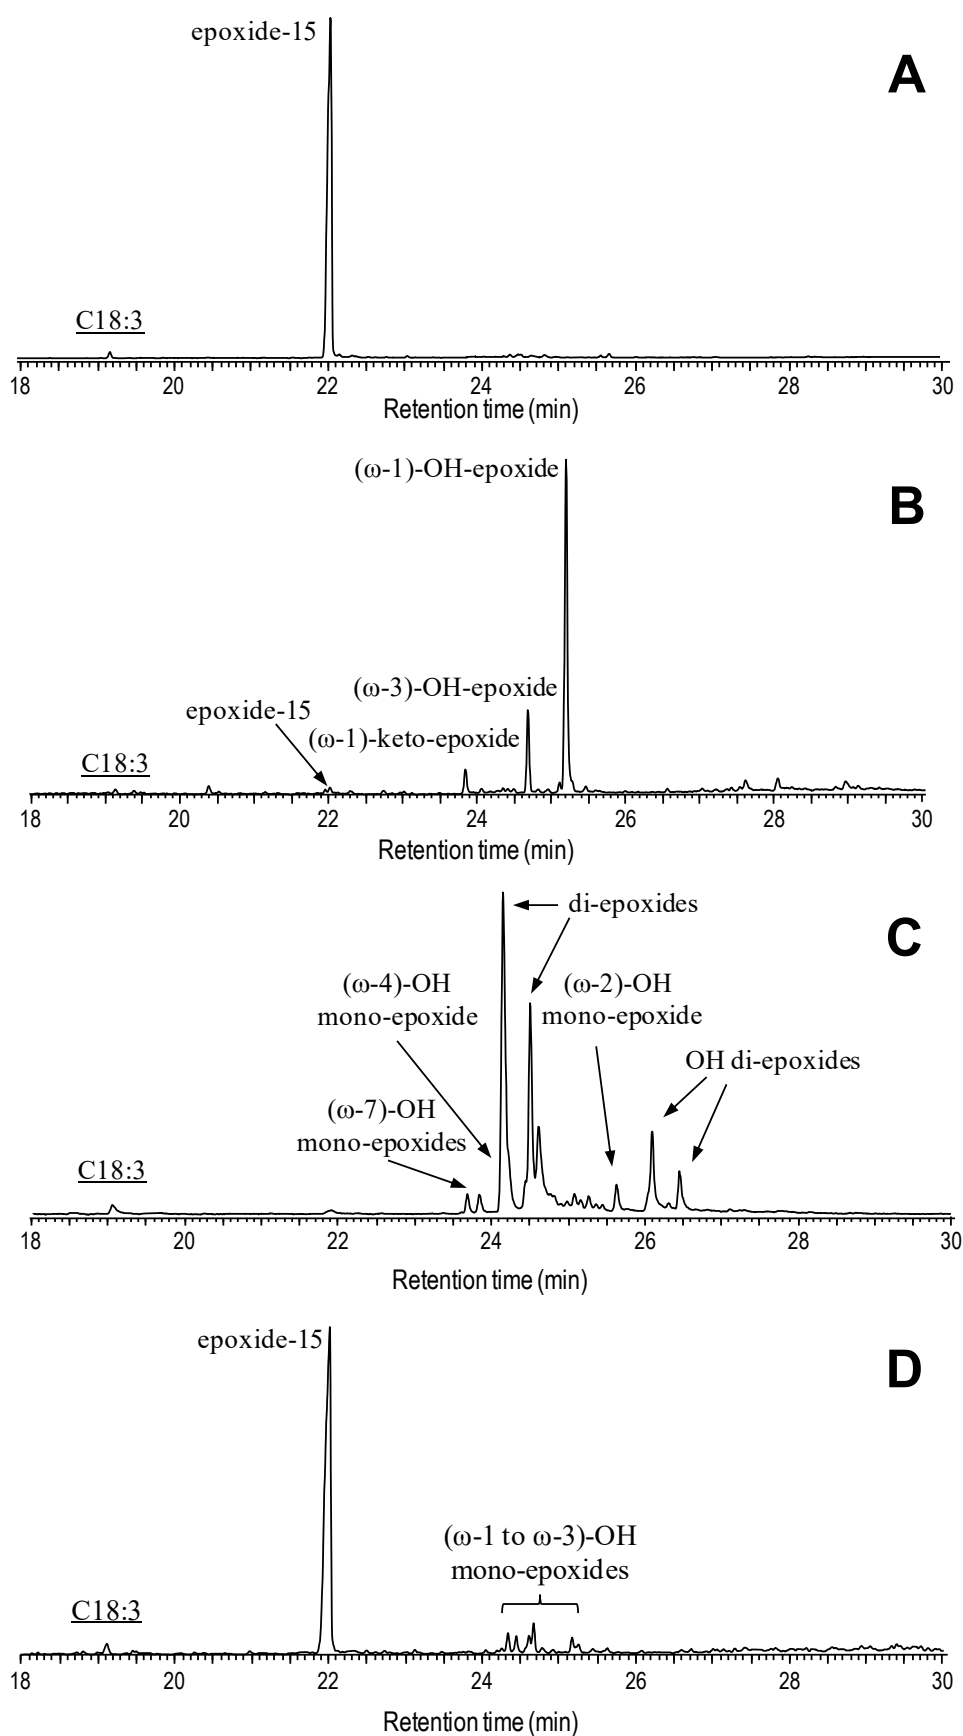 epoxide-15
A
C18:3
18 20 22 24 26 28 30
Retention time (min)
(ω-1)-OH-epoxide
B
(ω-3)-OH-epoxide
epoxide-15
(ω-1)-keto-epoxide
C18:3
18 20 22 24 26 28 30
Retention time (min)
di-epoxides
C
(ω-4)-OH
mono-epoxide
(ω-2)-OH
mono-epoxide
OH di-epoxides
(ω-7)-OH
mono-epoxides
C18:3
18 20 22 24 26 28 30
Retention time (min)
epoxide-15
D
(ω-1 to ω-3)-OH
mono-epoxides
C18:3
18 20 22 24 26 28 30
Retention time (min)